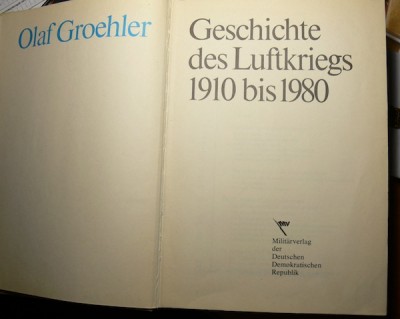 Olaf Groehler
Geschichte
des Luftkriegs
1910 bis 1980
Militärverlag
der
Deutschen
Demokratischen
Republik